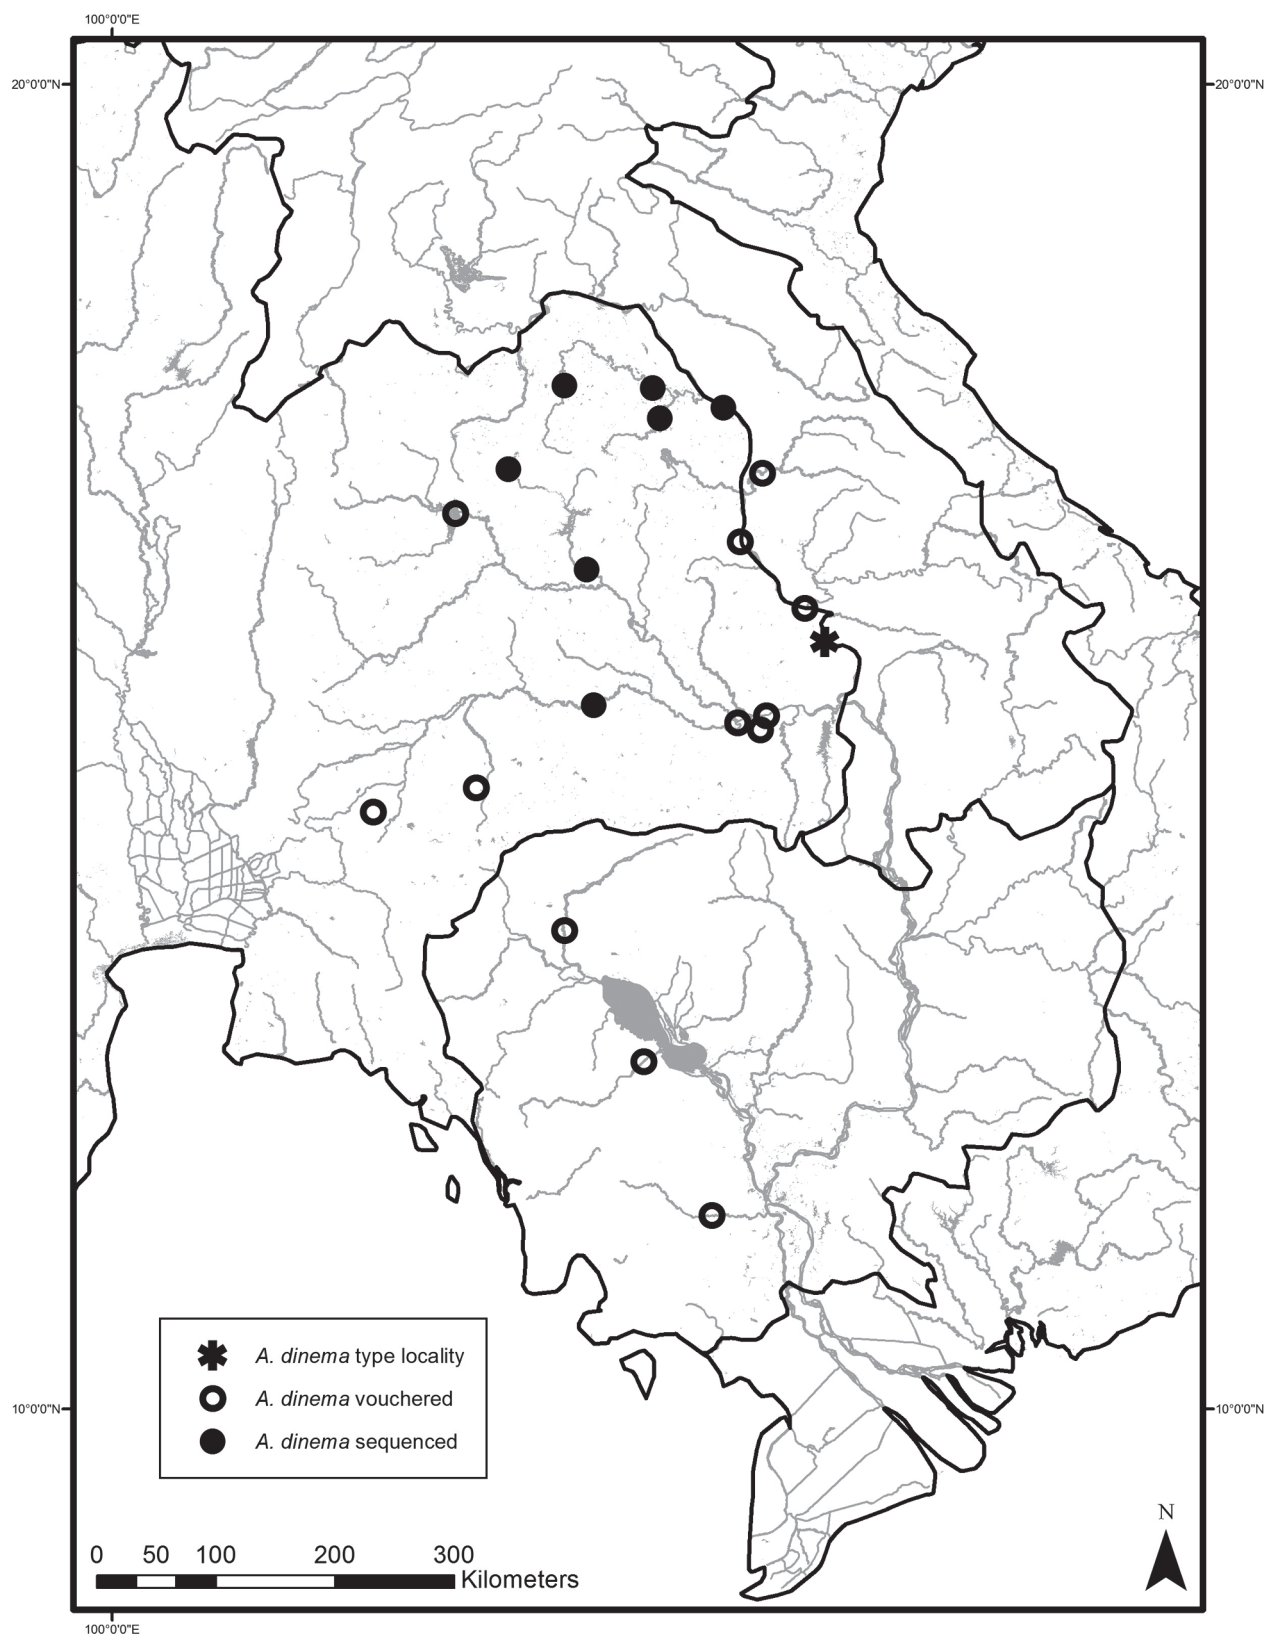 100°0'0"E
20°0'0"N
20°0'0"N
10°0'0"N
10°0'0"N
A. dinema type locality
A. dinema vouchered
A. dinema sequenced
N
0 50 100 200 300
Kilometers
100°0'0"E